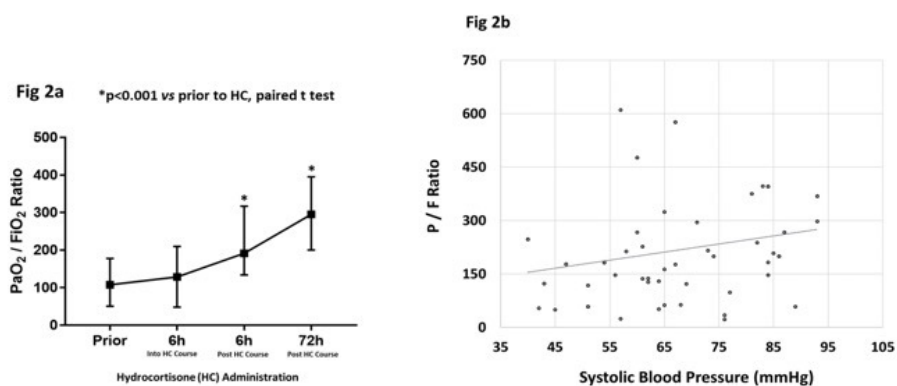 Fig 2a
*p<0.001 vs prior to HC, paired t test
500
400
300
200
100
0
PaO2 / FiO2 Ratio
* *
Prior 6h 6h 72h
Into HC Course Post HC Course Post HC Course
Hydrocortisone (HC) Administration
Fig 2b
750
600
450
300
150
0
P / F Ratio
35 45 55 65 75 85 95 105
Systolic Blood Pressure (mmHg)